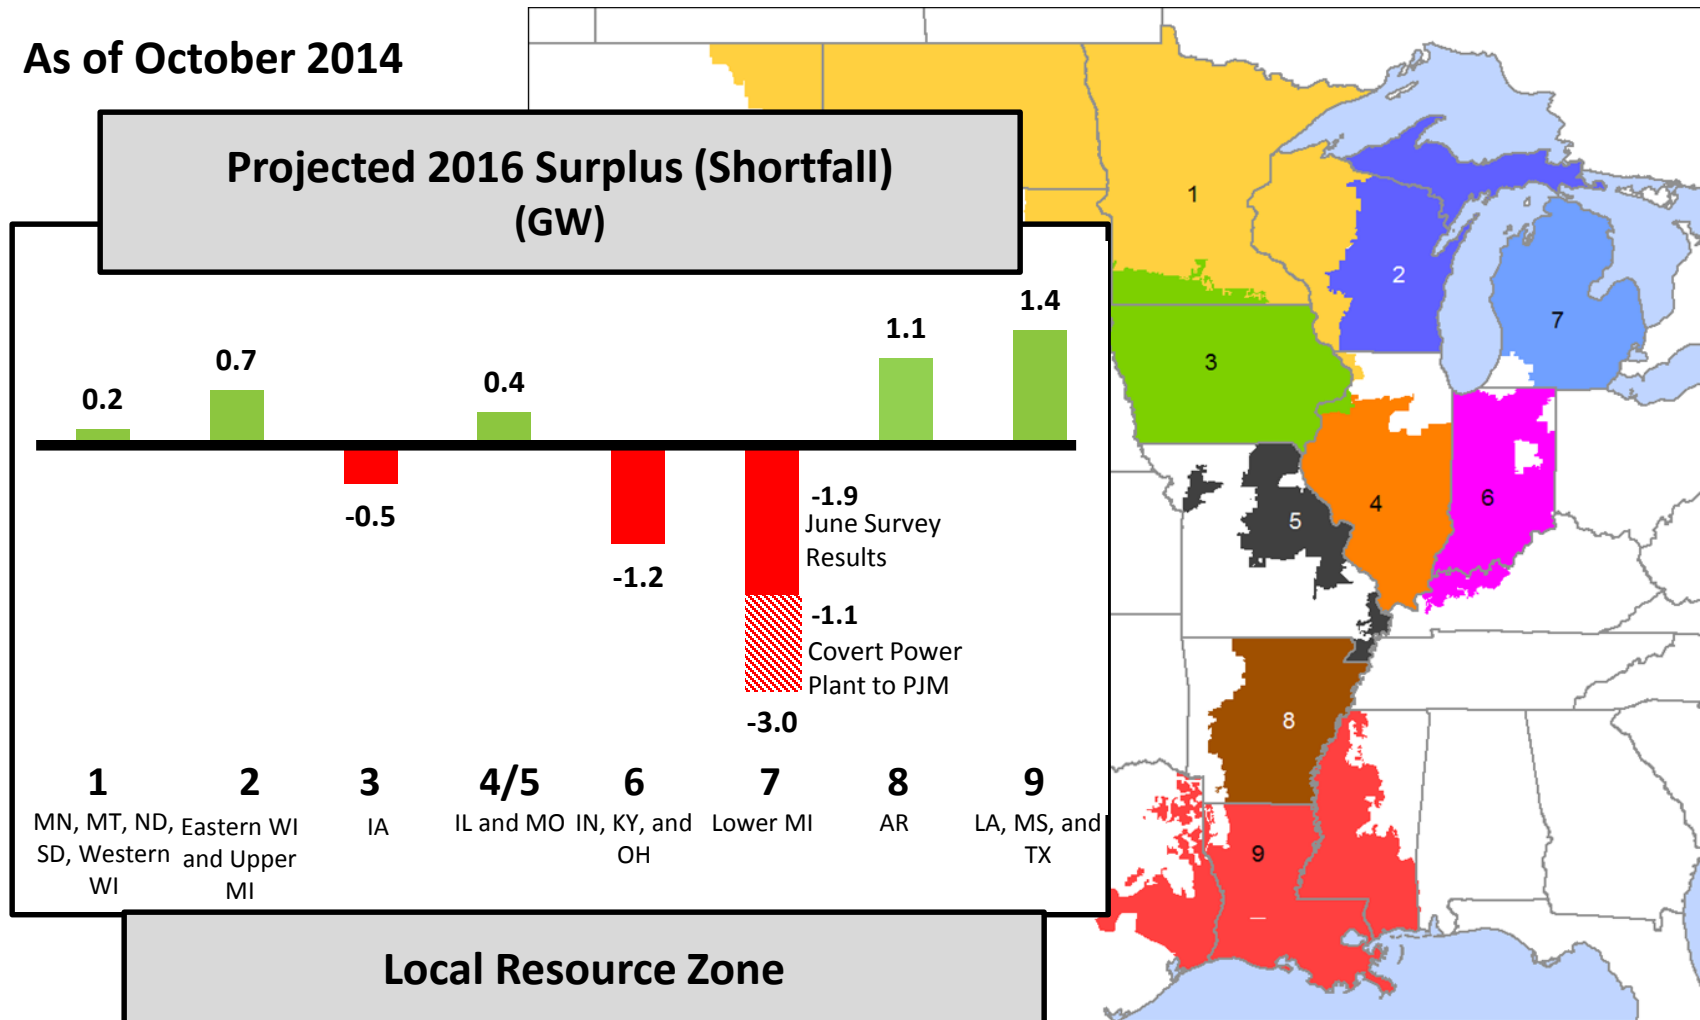 As of October 2014
Projected 2016 Surplus (Shortfall)
(GW)
0.2
0.7
-0.5
0.4
-1.2
-1.9
June Survey
Results
-1.1
Covert Power
Plant to PJM
-3.0
1.1
1.4
1
MN, MT, ND,
SD, Western
WI
2
Eastern WI
and Upper
MI
3
IA
4/5
IL and MO
6
IN, KY, and
OH
7
Lower MI
8
AR
9
LA, MS, and
TX
Local Resource Zone
1
2
7
3
4
6
5
8
9